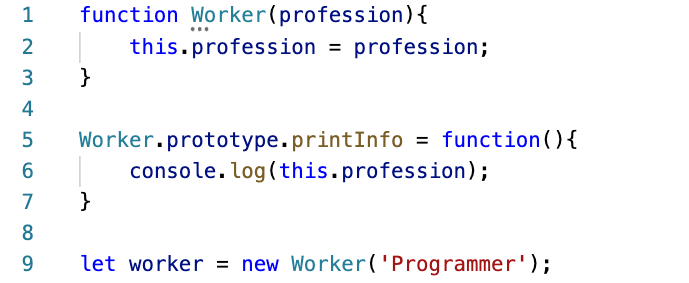 1 function Worker(profession){
2     this.profession = profession;
3 }
4
5 Worker.prototype.printInfo = function(){
6     console.log(this.profession);
7 }
8
9 let worker = new Worker('Programmer');